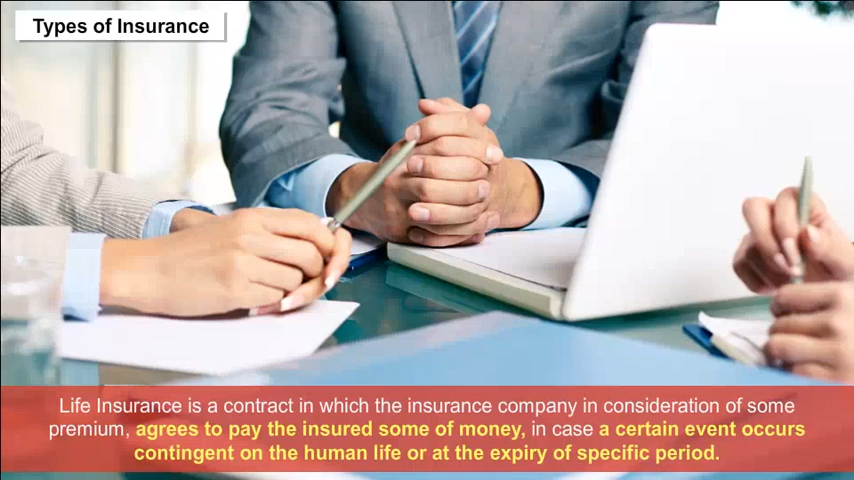 Types of Insurance
Life Insurance is a contract in which the insurance company in consideration of some
premium, agrees to pay the insured some of money, in case a certain event occurs
contingent on the human life or at the expiry of specific period.